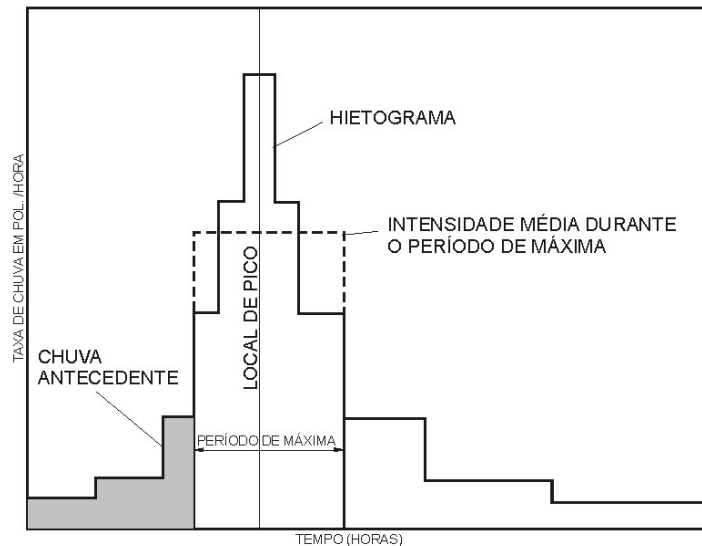 HIETOGRAMA
INTENSIDADE MÉDIA DURANTE
O PERÍODO DE MÁXIMA
TAXA DE CHUVA EM POL. /HORA
LOCAL DE PICO
CHUVA
ANTECEDENTE
PERÍODO DE MÁXIMA
TEMPO (HORAS)